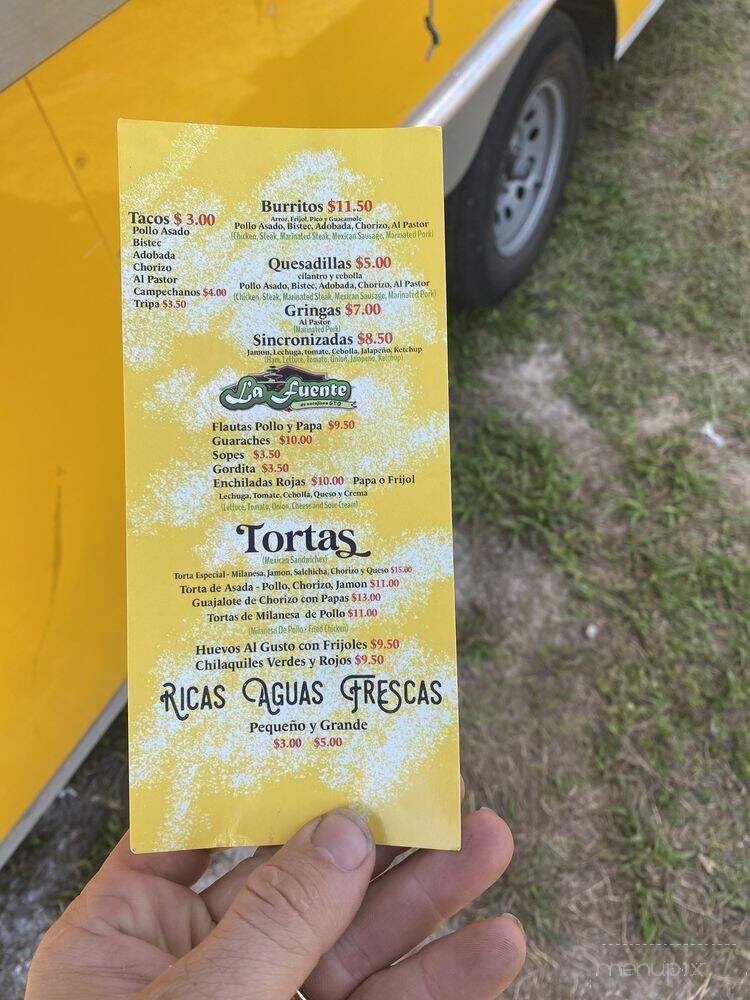 Tacos $ 3.00
Pollo Asado
Bistec
Adobada
Chorizo
Al Pastor
Campechanos $4.00
Tripa $3.50
Burritos $11.50
Arroz, Frijol, Pico y Guacamole
Pollo Asado, Bistec, Adobada, Chorizo, Al Pastor
(Chicken, Steak, Marinated Steak, Mexican Sausage, Marinated Pork)
Quesadillas $5.00
cilantro y cebolla
Pollo Asado, Bistec, Adobada, Chorizo, Al Pastor
(Chicken, Steak, Marinated Steak, Mexican Sausage, Marinated Pork)
Gringas $7.00
Al Pastor
(Marinated Pork)
Sincronizadas $8.50
Jamon, Lechuga, tomate, Cebolla, Jalapeño, Ketchup
(Ham, Lettuce, Tomato, Onion, Jalapeno, Ketchup)
La Fuente
Flautas Pollo y Papa $9.50
Guaraches $10.00
Sopes $3.50
Gordita $3.50
Enchiladas Rojas $10.00 Papa o Frijol
Lechuga, Tomate, Cebolla, Queso y Crema
(Lettuce, Tomato, Onion, Cheese and Sour Cream)
Tortas
(Mexican Sandwiches)
Torta Especial - Milanesa, Jamon, Salchicha, Chorizo y Queso $15.00
Torta de Asada - Pollo, Chorizo, Jamon $11.00
Guajalote de Chorizo con Papas $13.00
Tortas de Milanesa de Pollo $11.00
(Milanesa De Pollo - Fried Chicken)
Huevos Al Gusto con Frijoles $9.50
Chilaquiles Verdes y Rojos $9.50
Ricas Aguas Frescas
Pequeño y Grande
$3.00 $5.00
menupix